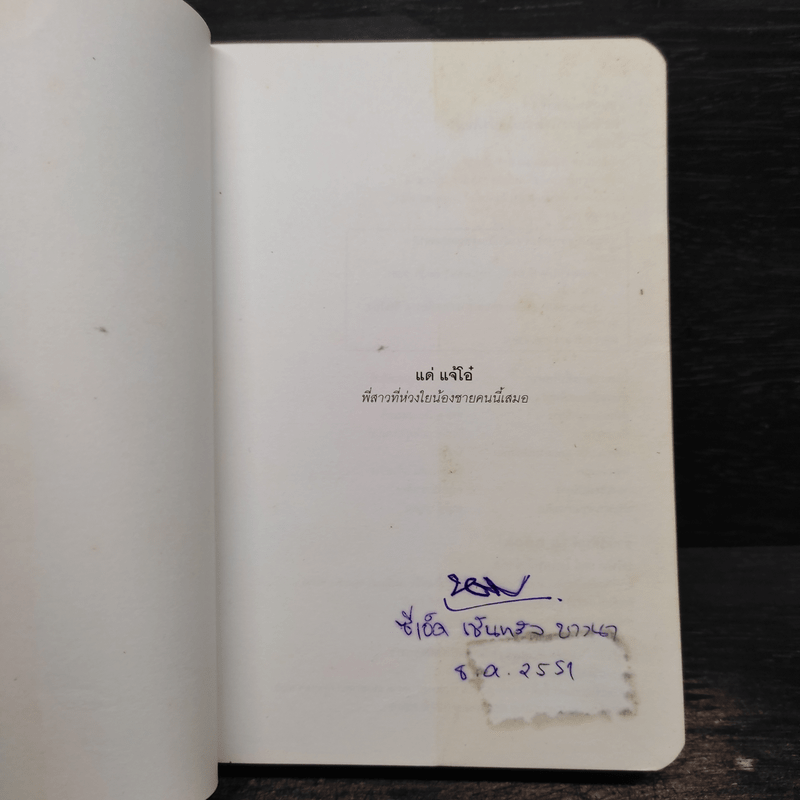 แด่ แจ้โอ๋
พี่สาวที่ห่วงใยน้องชายคนนี้เสมอ
ซีเอ็ด เซ็นทรัล บางนา
ธ.ค. 2551